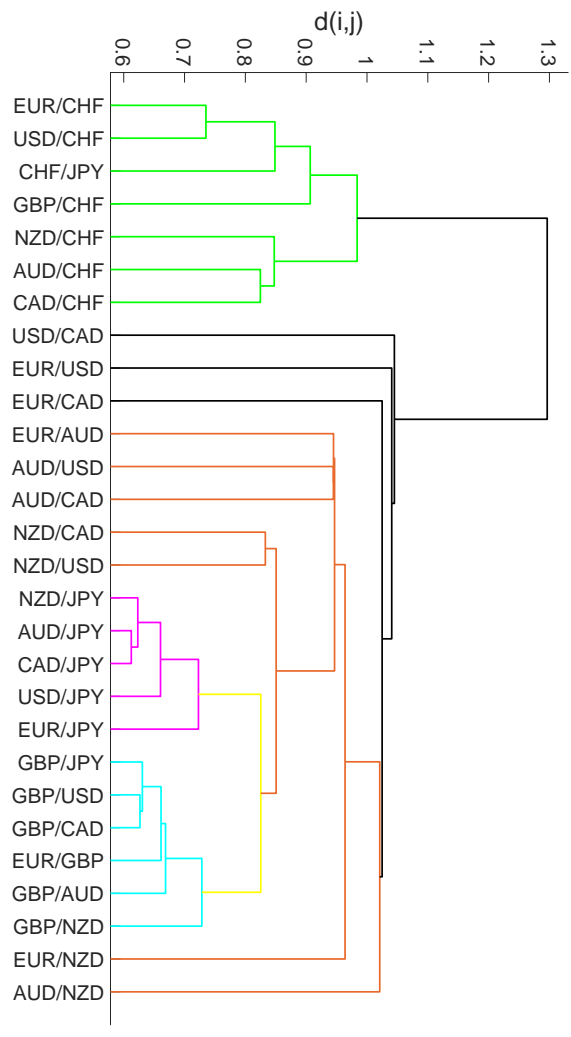 d(i,j)
0.6 0.7 0.8 0.9 1 1.1 1.2 1.3
EUR/CHF
USD/CHF
CHF/JPY
GBP/CHF
NZD/CHF
AUD/CHF
CAD/CHF
USD/CAD
EUR/USD
EUR/CAD
EUR/AUD
AUD/USD
AUD/CAD
NZD/CAD
NZD/USD
NZD/JPY
AUD/JPY
CAD/JPY
USD/JPY
EUR/JPY
GBP/JPY
GBP/USD
GBP/CAD
EUR/GBP
GBP/AUD
GBP/NZD
EUR/NZD
AUD/NZD